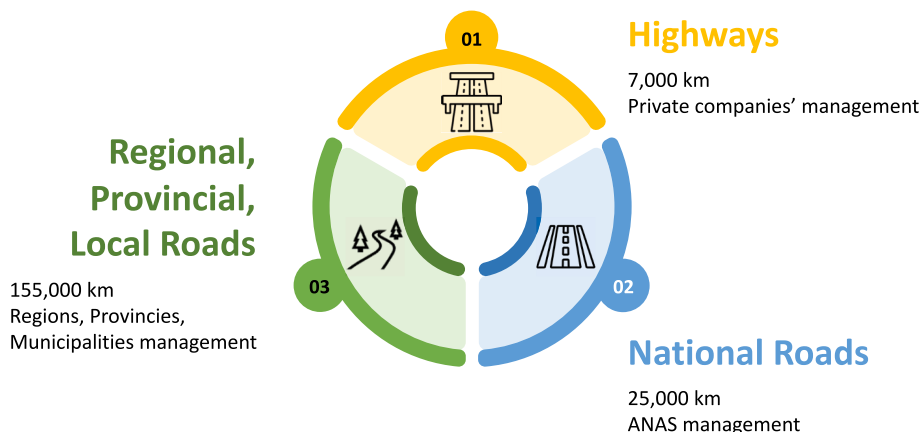 01
Highways
7,000 km
Private companies’ management
Regional,
Provincial,
Local Roads
155,000 km
Regions, Provincies,
Municipalities management
03
02
National Roads
25,000 km
ANAS management